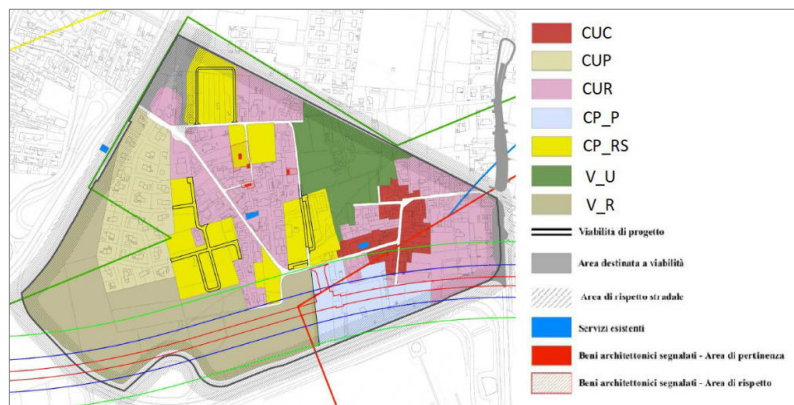 CUC
CUP
CUR
CP_P
CP_RS
V_U
V_R
Viabilità di progetto
Area destinata a viabilità
Area di rispetto stradale
Servizi esistenti
Beni architettonici segnalati - Area di pertinenza
Beni architettonici segnalati - Area di rispetto